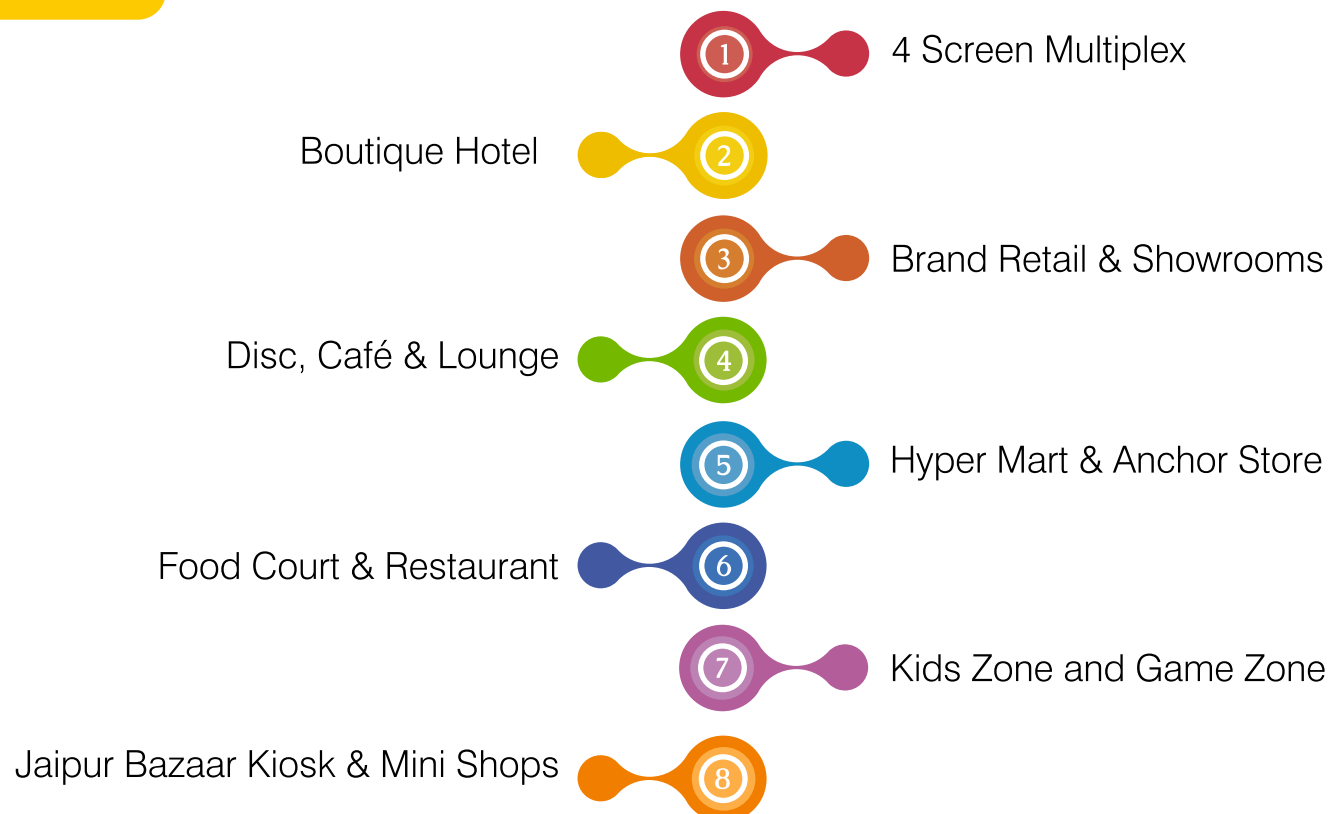 1 4 Screen Multiplex
Boutique Hotel 2
3 Brand Retail & Showrooms
Disc, Café & Lounge 4
5 Hyper Mart & Anchor Store
Food Court & Restaurant 6
7 Kids Zone and Game Zone
Jaipur Bazaar Kiosk & Mini Shops 8